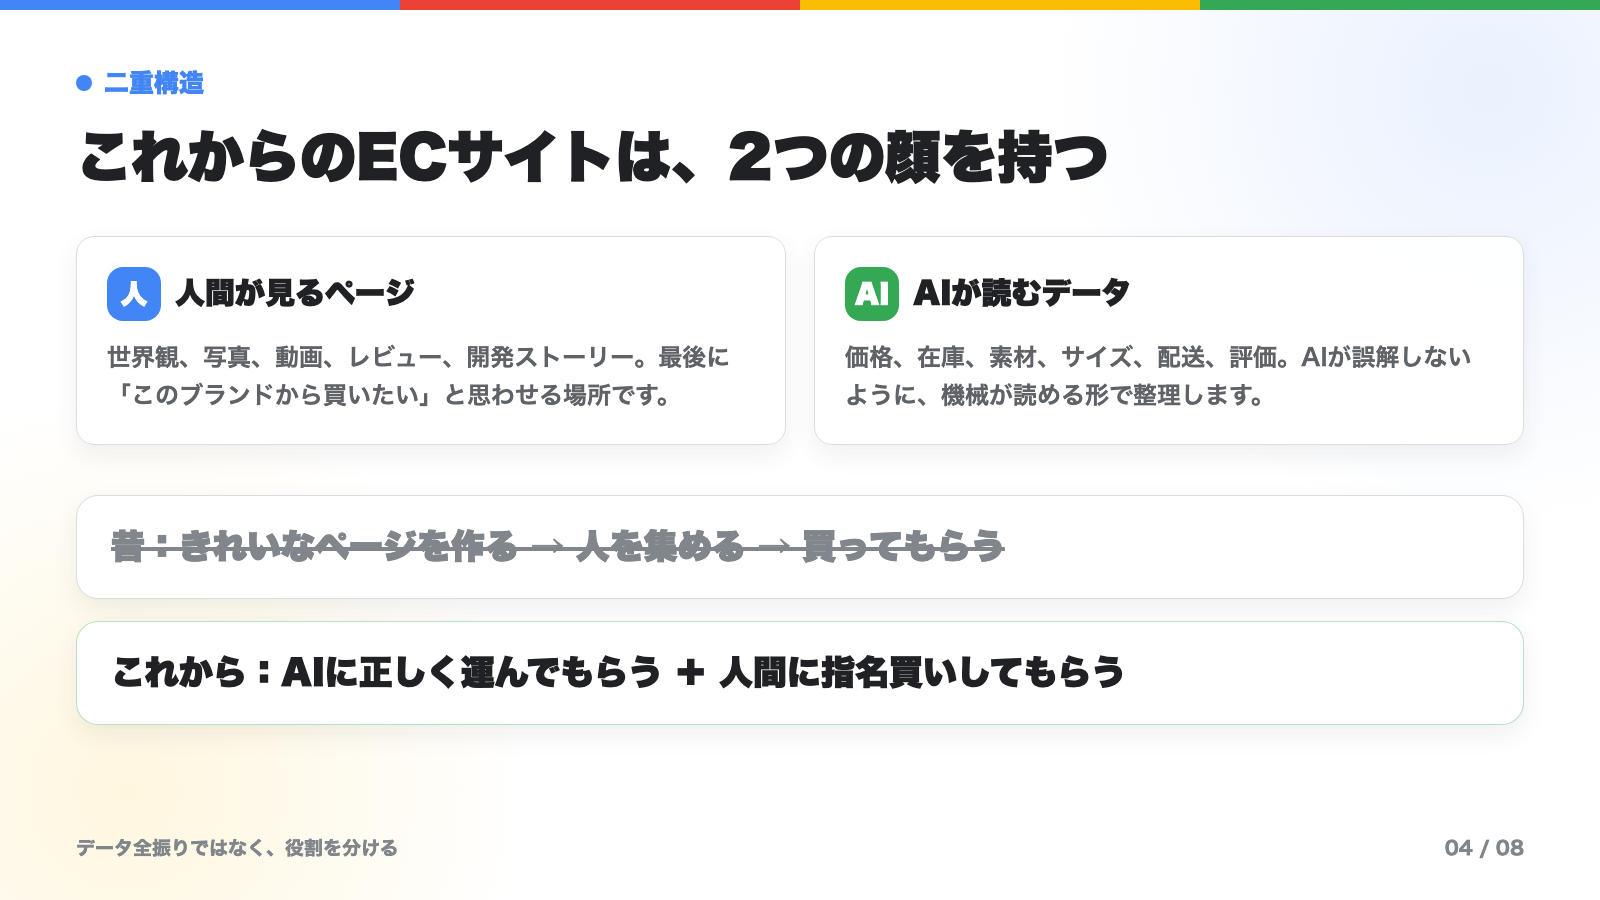 二重構造
これからのECサイトは、2つの顔を持つ
人 人間が見るページ
世界観、写真、動画、レビュー、開発ストーリー。最後に
「このブランドから買いたい」と思わせる場所です。
AI AIが読むデータ
価格、在庫、素材、サイズ、配送、評価。AIが誤解しない
ように、機械が読める形で整理します。
昔：きれいなページを作る → 人を集める → 買ってもらう
これから：AIに正しく運んでもらう ＋ 人間に指名買いしてもらう
データ全振りではなく、役割を分ける
04 / 08